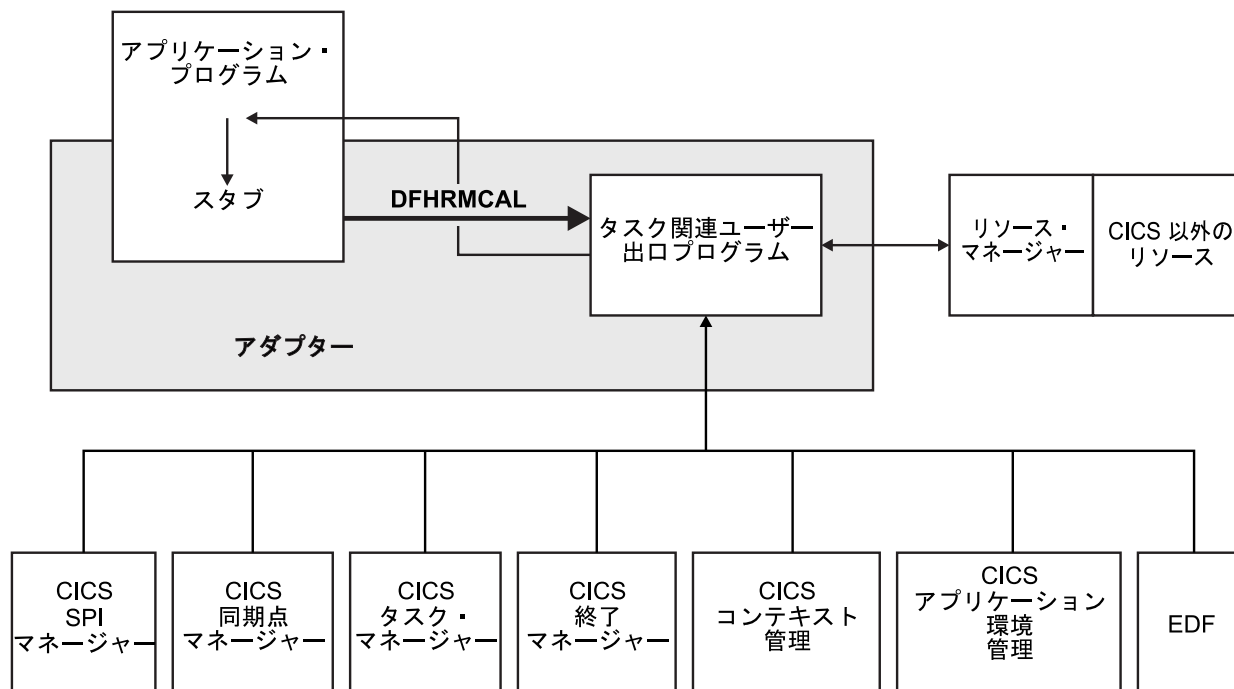 アプリケーション・
プログラム
スタブ
DFHRMCAL
タスク関連ユーザー
出口プログラム
リソース・
マネージャー
CICS 以外の
リソース
アダプター
CICS
SPI
マネージャー
CICS
同期点
マネージャー
CICS
タスク・
マネージャー
CICS
終了
マネージャー
CICS
コンテキスト
管理
CICS
アプリケーション
環境
管理
EDF